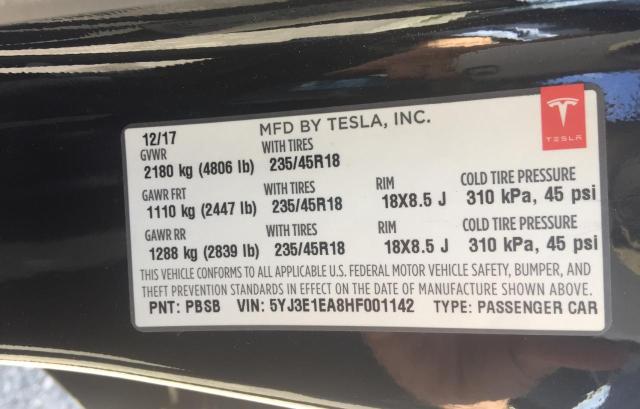 12/17 MFD BY TESLA, INC.
GVWR WITH TIRES
2180 kg (4806 lb) 235/45R18
GAWR FRT WITH TIRES RIM COLD TIRE PRESSURE
1110 kg (2447 lb) 235/45R18 18X8.5 J 310 kPa, 45 psi
GAWR RR WITH TIRES RIM COLD TIRE PRESSURE
1288 kg (2839 lb) 235/45R18 18X8.5 J 310 kPa, 45 psi
THIS VEHICLE CONFORMS TO ALL APPLICABLE U.S. FEDERAL MOTOR VEHICLE SAFETY, BUMPER, AND
THEFT PREVENTION STANDARDS IN EFFECT ON THE DATE OF MANUFACTURE SHOWN ABOVE.
PNT: PBSB VIN: 5YJ3E1EA8HF001142 TYPE: PASSENGER CAR
TESLA